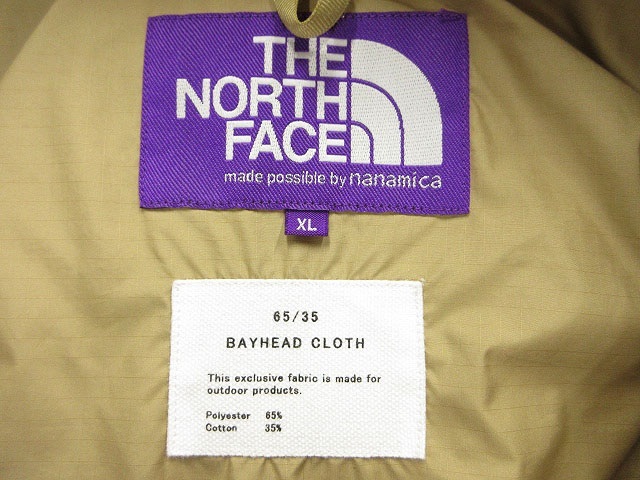 THE
NORTH
FACE
made possible by nanamica
XL
65/35
BAYHEAD CLOTH
This exclusive fabric is made for
outdoor products.
Polyester 65%
Cotton 35%